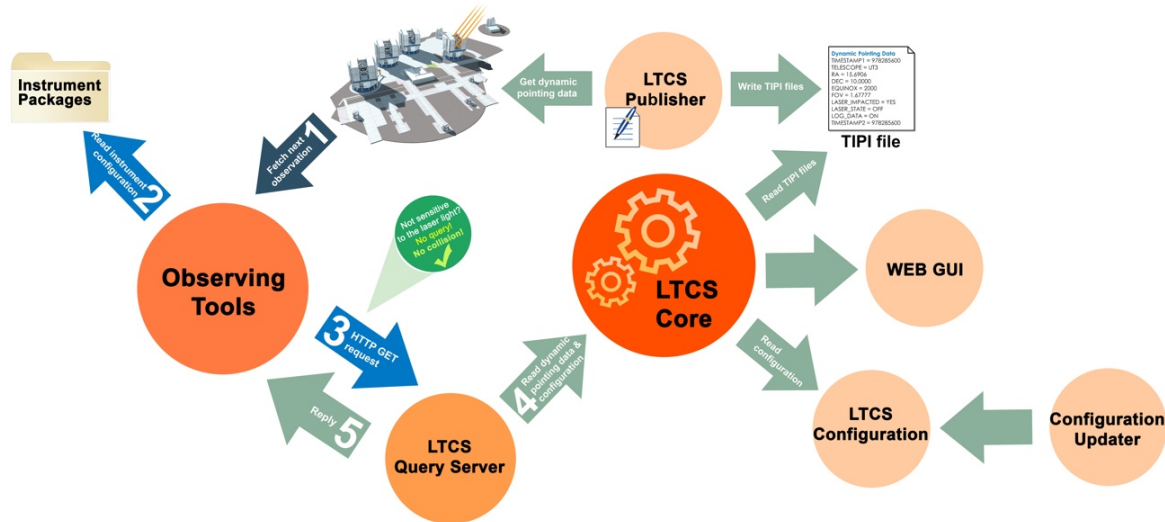 Instrument
Packages
2
Read instrument
configuration
1
Fetch next
observation
Get dynamic
pointing data
LTCS
Publisher
Write TIPI files
Dynamic Pointing Data
TIMESTAMP1 = 978285600
TELESCOPE = UT3
RA = 15.6906
DEC = 10.0000
EQUINOX = 2000
FOV = 1.67777
LASER_IMPACTED = YES
LASER_STATE = OFF
LOG_DATA = ON
TIMESTAMP2 = 978285600
TIPI file
Read TIPI files
Observing
Tools
Not sensitive
to the laser light?
No query!
No collision!
3
HTTP GET
request
LTCS
Core
WEB GUI
4
Read dynamic
pointing data &
configuration
Read
configuration
5
Reply
LTCS
Query Server
LTCS
Configuration
Configuration
Updater